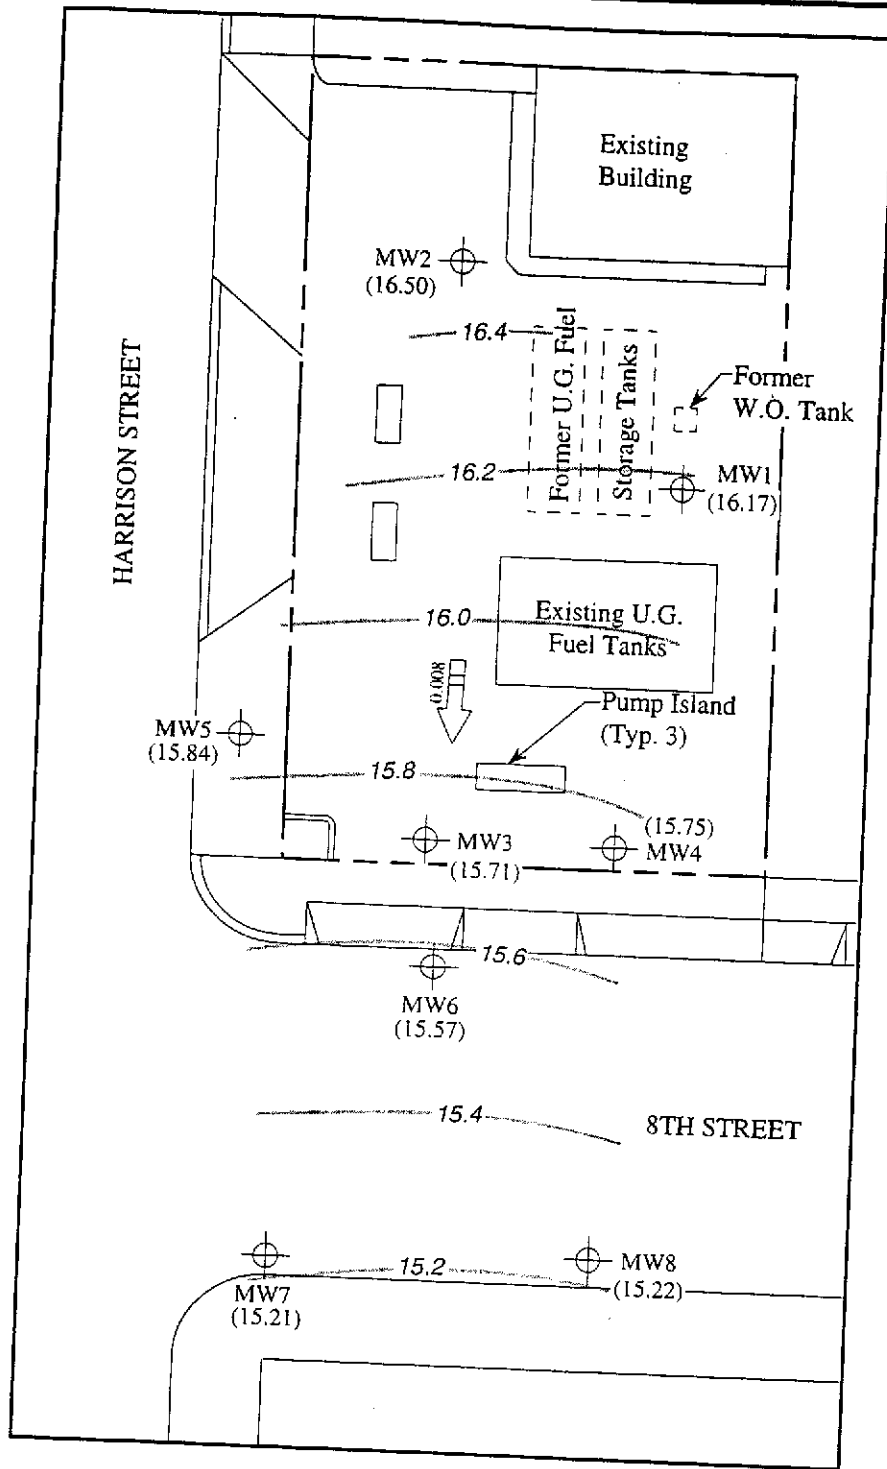 Existing
Building
MW2
(16.50)
16.4
Former U.G. Fuel
Storage Tanks
Former
W.O. Tank
HARRISON STREET
16.2
MW1
(16.17)
16.0
Existing U.G.
Fuel Tanks
0.008
Pump Island
(Typ. 3)
MW5
(15.84)
15.8
(15.75)
MW3
(15.71)
MW4
15.6
MW6
(15.57)
15.4
8TH STREET
15.2
MW7
(15.21)
MW8
(15.22)